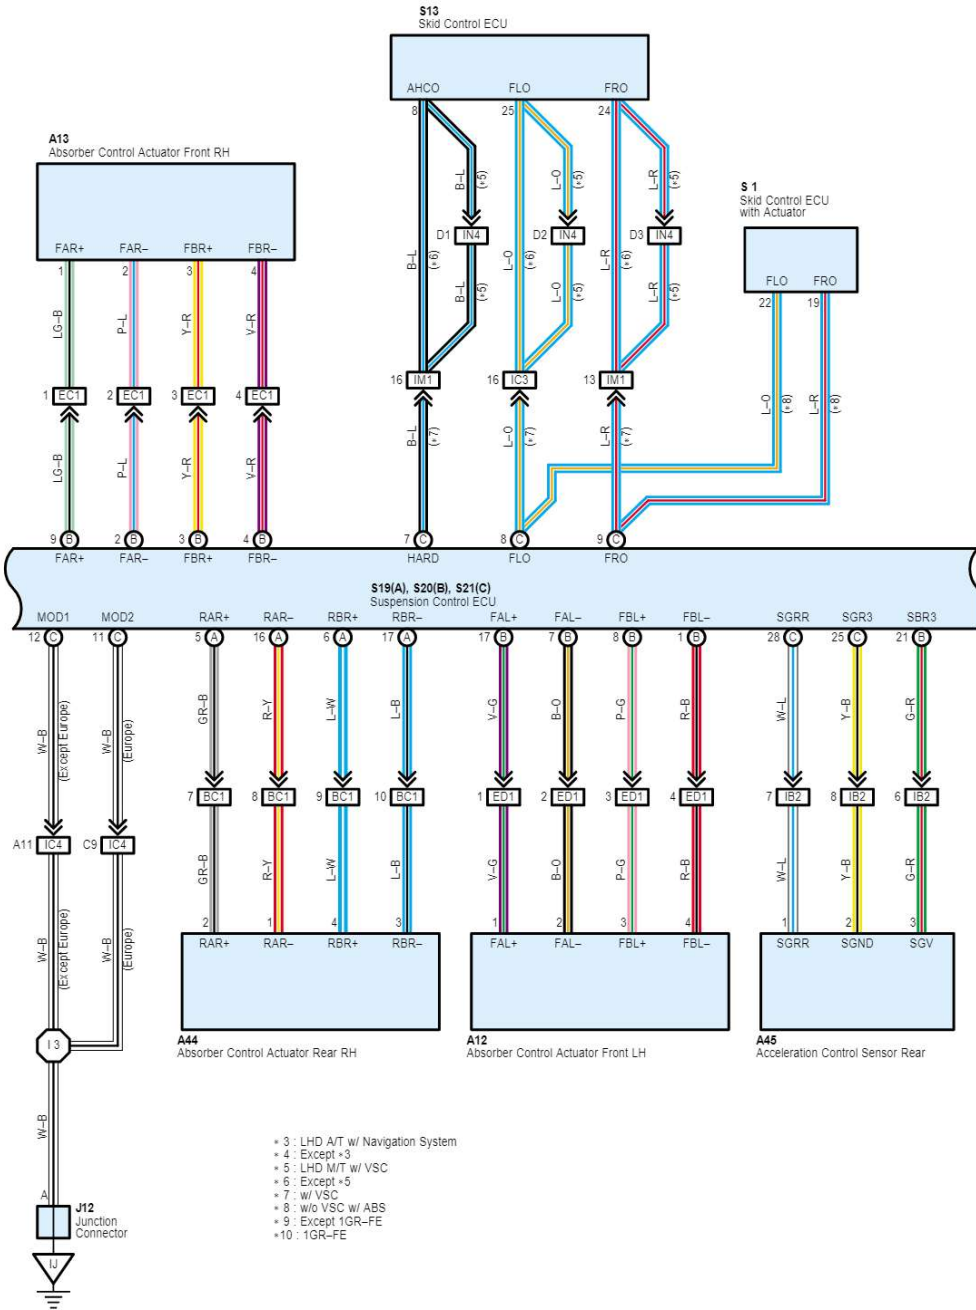 S13
Skid Control ECU
AHCO FLO FRO
8 25 24
A13
Absorber Control Actuator Front RH
B–L (*5) L–O (*5) L–R (*5)
S 1
Skid Control ECU
with Actuator
D1 IN4 D2 IN4 D3 IN4
FAR+ FAR– FBR+ FBR–
1 2 3 4
B–L (*6) L–O (*6) L–R (*6)
B–L (*5) L–O (*5) L–R (*5)
FLO FRO
22 19
LG–B P–L Y–R V–R
16 IM1 16 IC3 13 IM1
1 EC1 2 EC1 3 EC1 4 EC1
L–O (*8) L–R (*8)
B–L (*7) L–O (*7) L–R (*7)
LG–B P–L Y–R V–R
9 B 2 B 3 B 4 B 7 C 8 C 9 C
FAR+ FAR– FBR+ FBR– HARD FLO FRO
S19(A), S20(B), S21(C)
Suspension Control ECU
MOD1 MOD2 RAR+ RAR– RBR+ RBR– FAL+ FAL– FBL+ FBL– SGRR SGR3 SBR3
12 C 11 C 5 A 16 A 6 A 17 A 17 B 7 B 8 B 1 B 28 C 25 C 21 B
W–B (Except Europe) W–B (Europe) GR–B R–Y L–W L–B V–G B–O P–G R–B W–L Y–B G–R
7 BC1 8 BC1 9 BC1 10 BC1 1 ED1 2 ED1 3 ED1 4 ED1 7 IB2 8 IB2 6 IB2
A11 IC4 C9 IC4
GR–B R–Y L–W L–B V–G B–O P–G R–B W–L Y–B G–R
W–B (Except Europe) W–B (Europe)
2 1 4 3 1 2 3 4 1 2 3
RAR+ RAR– RBR+ RBR– FAL+ FAL– FBL+ FBL– SGRR SGND SGV
I 3
A44
Absorber Control Actuator Rear RH
A12
Absorber Control Actuator Front LH
A45
Acceleration Control Sensor Rear
W–B
* 3 : LHD A/T w/ Navigation System
* 4 : Except *3
* 5 : LHD M/T w/ VSC
* 6 : Except *5
* 7 : w/ VSC
* 8 : w/o VSC w/ ABS
* 9 : Except 1GR–FE
*10 : 1GR–FE
A
J12
Junction
Connector
IJ